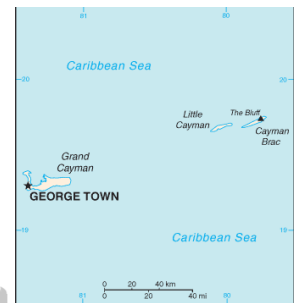 81
80
Caribbean Sea
20
20
Little
Cayman
The Bluff
Cayman
Brac
Grand
Cayman
GEORGE TOWN
19
19
Caribbean Sea
0 20 40 km
0 20 40 mi
81
80